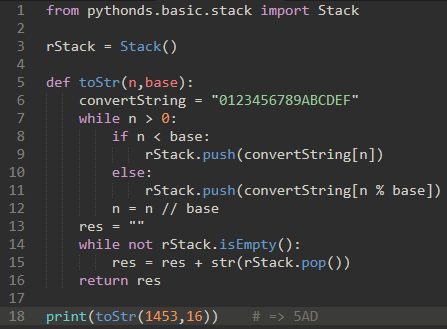 1 from pythonds.basic.stack import Stack
2
3 rStack = Stack()
4
5 def toStr(n,base):
6     convertString = "0123456789ABCDEF"
7     while n > 0:
8         if n < base:
9             rStack.push(convertString[n])
10         else:
11             rStack.push(convertString[n % base])
12         n = n // base
13     res = ""
14     while not rStack.isEmpty():
15         res = res + str(rStack.pop())
16     return res
17
18 print(toStr(1453,16))    # => 5AD